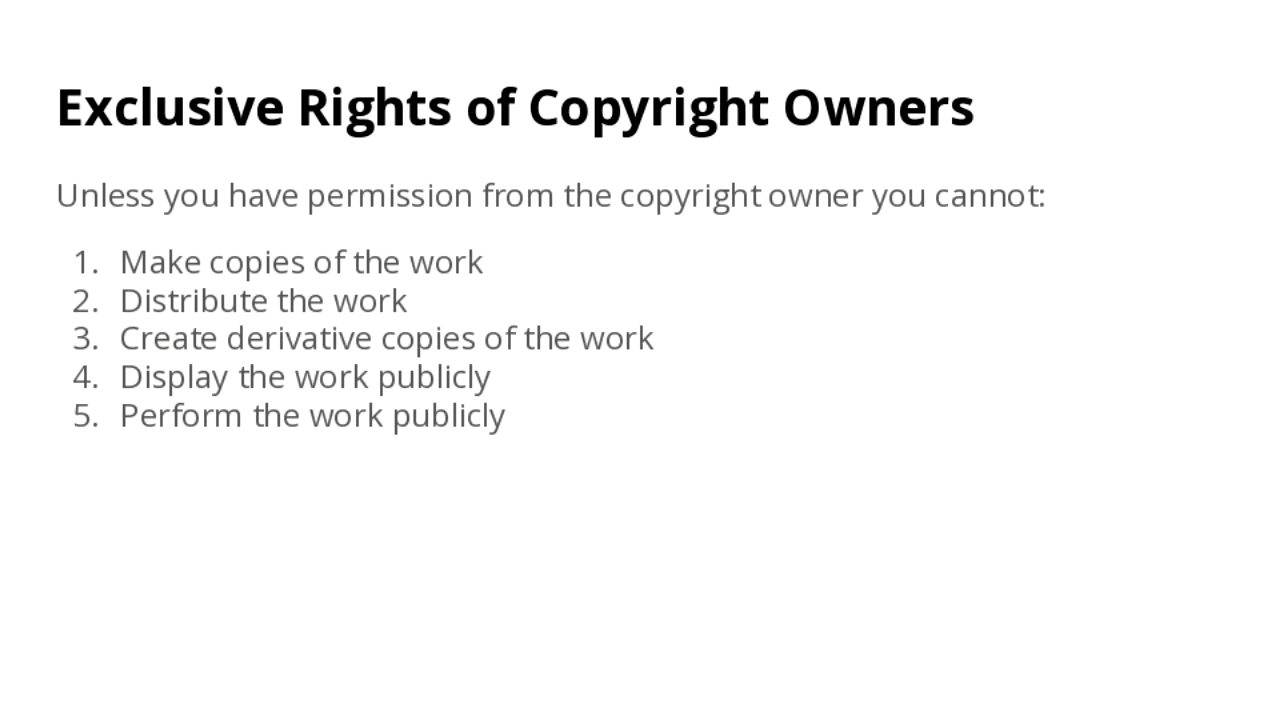 Exclusive Rights of Copyright Owners
Unless you have permission from the copyright owner you cannot:
1. Make copies of the work
2. Distribute the work
3. Create derivative copies of the work
4. Display the work publicly
5. Perform the work publicly